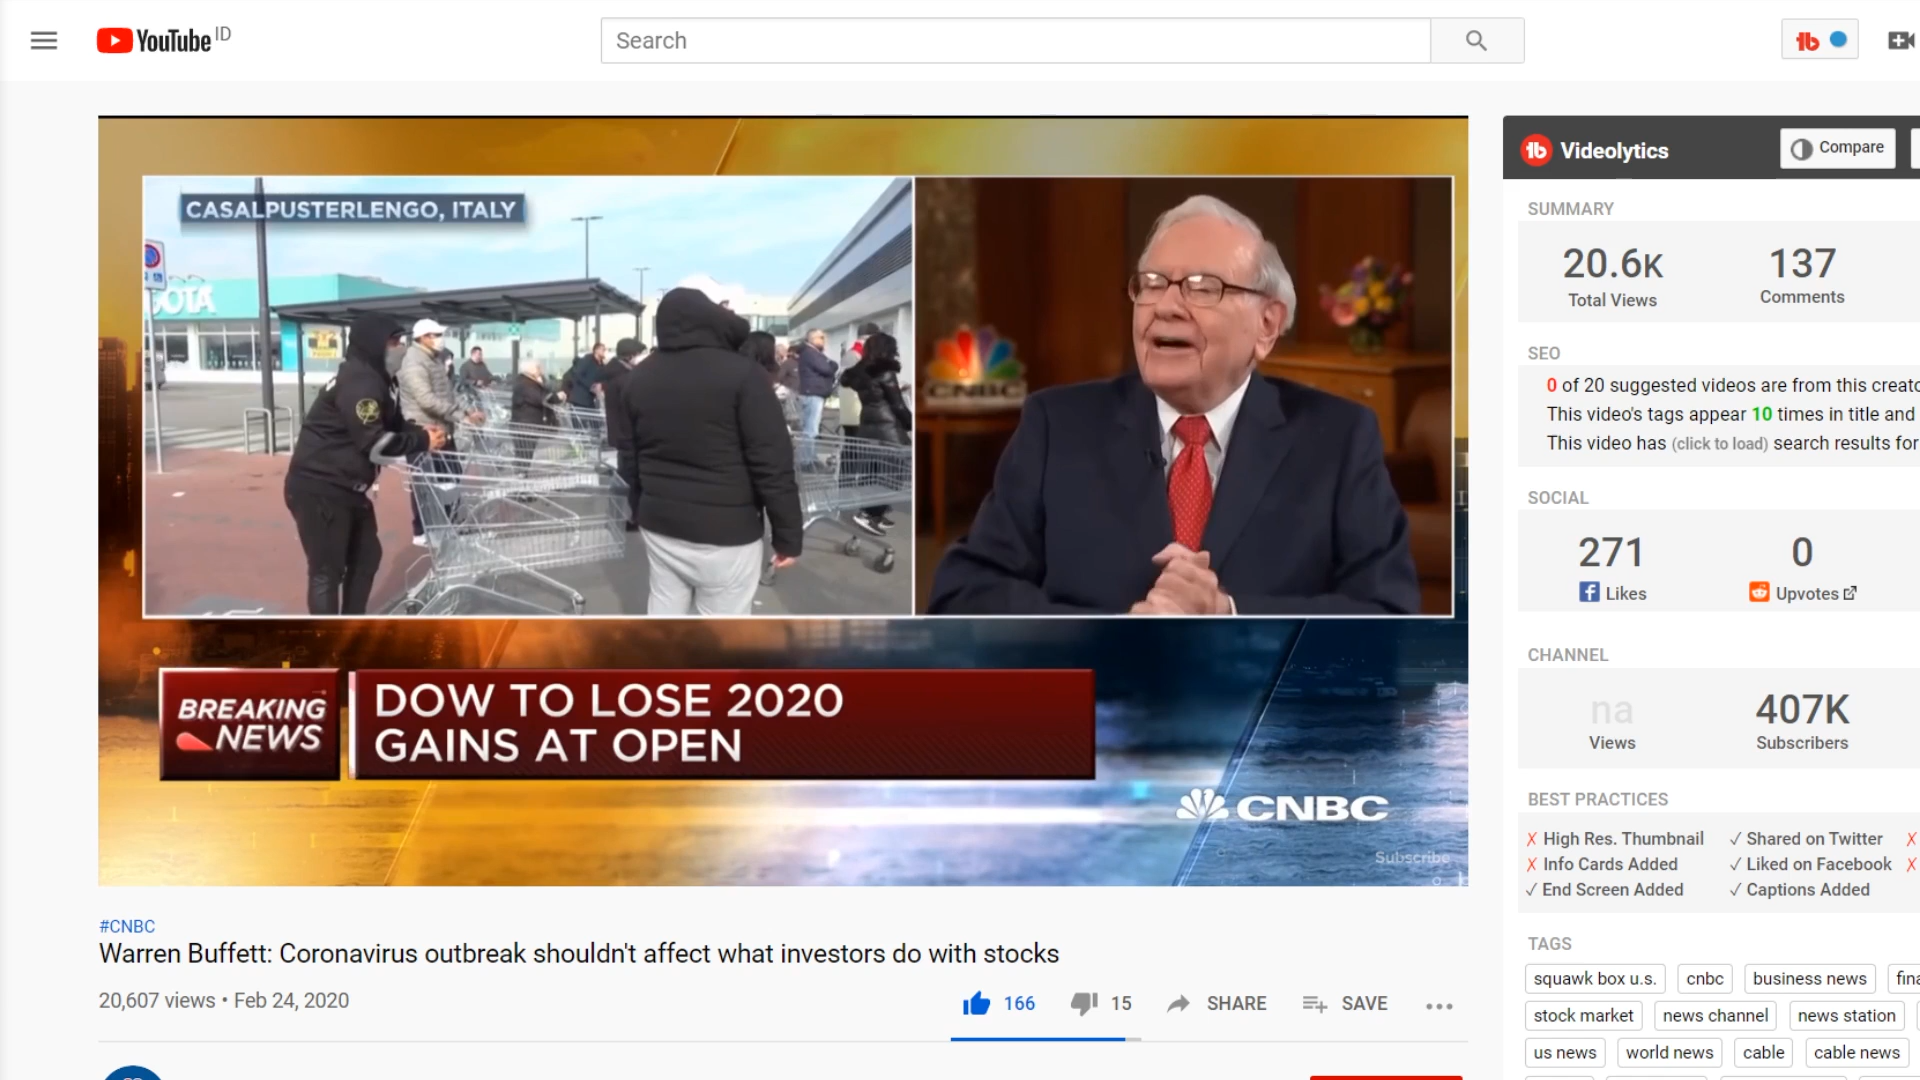 YouTube ID
Search
CASALPUSTERLENGO, ITALY
CNBC
BREAKING NEWS
DOW TO LOSE 2020
GAINS AT OPEN
CNBC
Subscribe
#CNBC
Warren Buffett: Coronavirus outbreak shouldn't affect what investors do with stocks
20,607 views • Feb 24, 2020
166
15
SHARE
SAVE
Videolytics
Compare
SUMMARY
20.6K
Total Views
137
Comments
SEO
0 of 20 suggested videos are from this
This video's tags appear 10 times in title and
This video has (click to load) search results for
SOCIAL
271
Likes
0
Upvotes
CHANNEL
na
Views
407K
Subscribers
BEST PRACTICES
✗ High Res. Thumbnail ✓ Shared on Twitter ✗
✗ Info Cards Added ✓ Liked on Facebook ✗
✓ End Screen Added ✓ Captions Added
TAGS
squawk box u.s. cnbc business news
stock market news channel news station
us news world news cable cable news